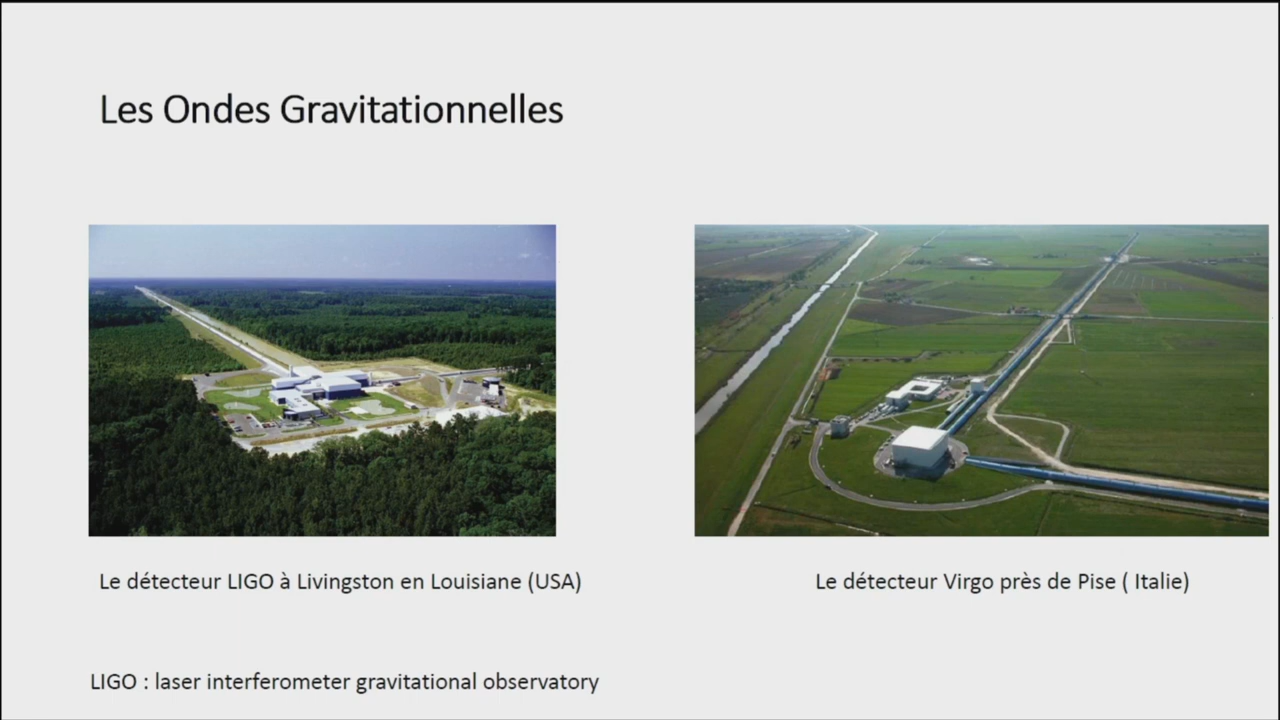 Les Ondes Gravitationnelles
Le détecteur LIGO à Livingston en Louisiane (USA)
Le détecteur Virgo près de Pise ( Italie)
LIGO : laser interferometer gravitational observatory